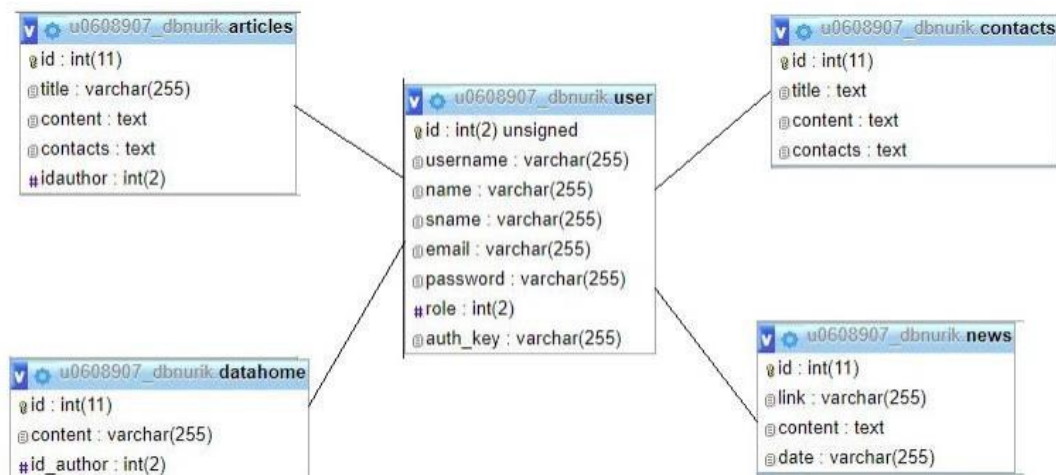 u0608907_dbnurik.articles
id : int(11)
title : varchar(255)
content : text
contacts : text
#idauthor : int(2)
u0608907_dbnurik.user
id : int(2) unsigned
username : varchar(255)
name : varchar(255)
sname : varchar(255)
email : varchar(255)
password : varchar(255)
#role : int(2)
auth_key : varchar(255)
u0608907_dbnurik.contacts
id : int(11)
title : text
content : text
contacts : text
v u0608907_dbnurik.datahome
id : int(11)
content : varchar(255)
#id_author : int(2)
u0608907_dbnurik.news
id : int(11)
link : varchar(255)
content : text
date : varchar(255)